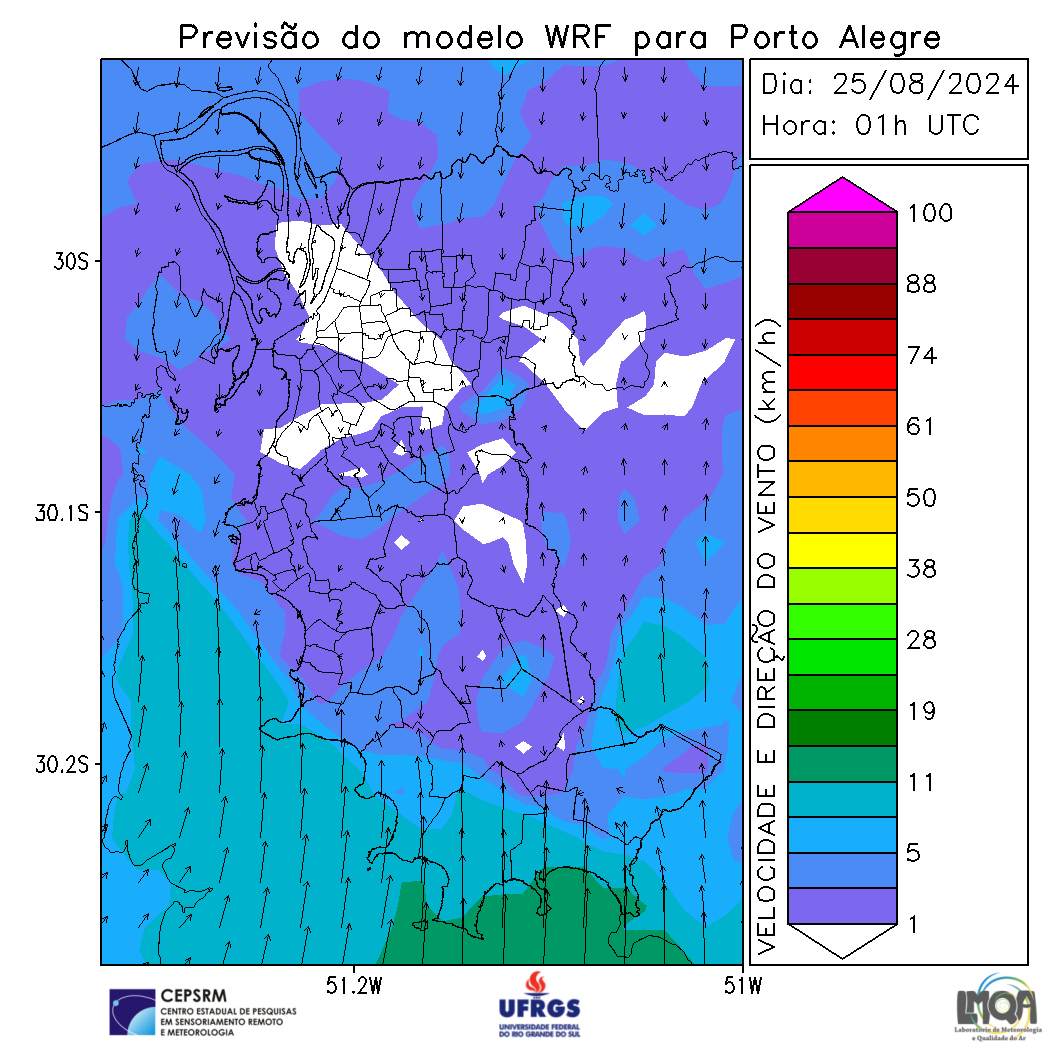 Previsão do modelo WRF para Porto Alegre
Dia: 25/08/2024
Hora: 01h UTC
30S
30.1S
30.2S
51.2W
51W
VELOCIDADE E DIREÇÃO DO VENTO (km/h)
100
88
74
61
50
38
28
19
11
5
1
CEPSRM
CENTRO ESTADUAL DE PESQUISAS
EM SENSORIAMENTO REMOTO
E METEOROLOGIA
UFRGS
UNIVERSIDADE FEDERAL
DO RIO GRANDE DO SUL
LMQA
Laboratório de Meteorologia
e Qualidade do Ar